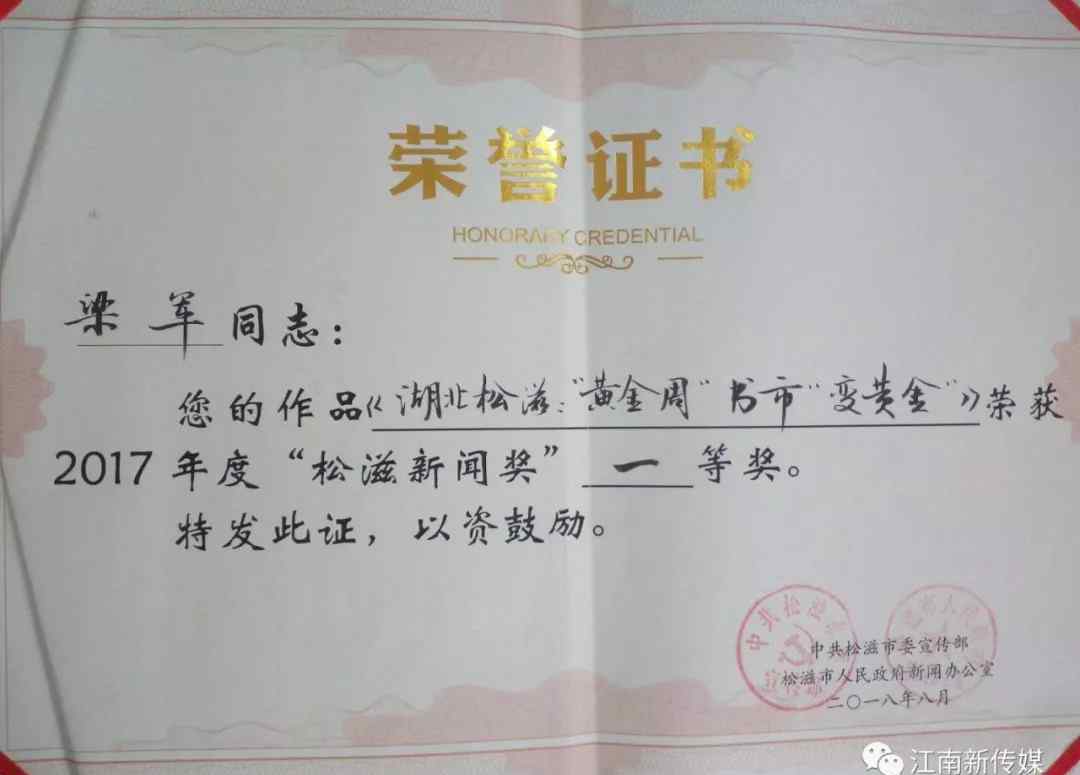 荣誉证书
HONORARY CREDENTIAL
梁军同志：
您的作品《湖北松滋："黄金周"书市"变黄金"》荣获
2017年度“松滋新闻奖”一等奖。
特发此证，以资鼓励。
中共松滋市委宣传部
松滋市人民政府新闻办公室
二〇一八年八月
江南新传媒